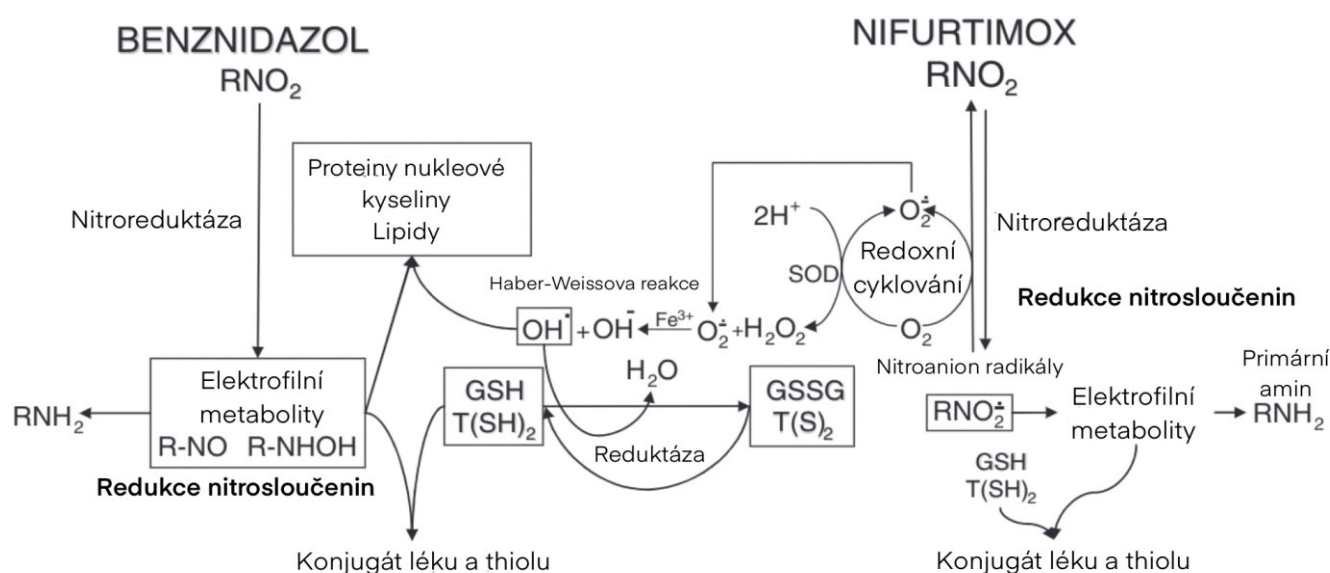 BENZNIDAZOL
RNO₂
Nitroreduktáza
Proteiny nukleové
kyseliny
Lipidy
Elektrofilní
metabolity
R-NO R-NHOH
RNH₂
Redukce nitrosloučenin
Haber-Weissova reakce
OH• + OH⁻ Fe³⁺ O₂•⁻ + H₂O₂
2H⁺
SOD
O₂•⁻
Redoxní
cyklování
O₂
H₂O
GSH
T(SH)₂
GSSG
T(S)₂
Reduktáza
Konjugát léku a thiolu
NIFURTIMOX
RNO₂
Nitroreduktáza
Redukce nitrosloučenin
Nitroanion radikály
RNO₂•⁻
Elektrofilní
metabolity
Primární
amin
RNH₂
GSH
T(SH)₂
Konjugát léku a thiolu